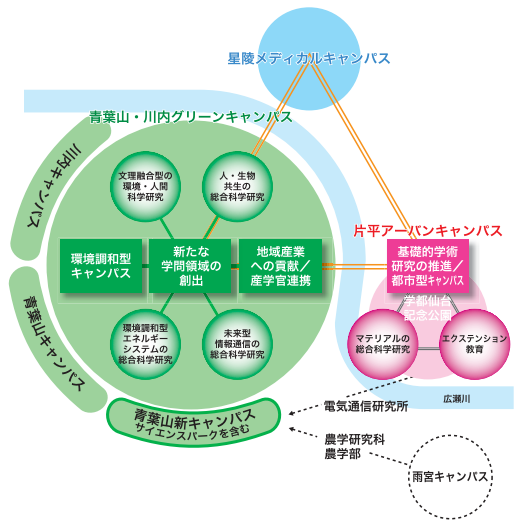 星陵メディカルキャンパス
青葉山・川内グリーンキャンパス
川内キャンパス
文理融合型の
環境・人間
科学研究
人・生物
共生の
総合科学研究
片平アーバンキャンパス
環境調和型
キャンパス
新たな
学問領域の
創出
地域産業
への貢献／
産学官連携
基礎的学術
研究の推進／
都市型キャンパス
学都仙台
記念公園
青葉山キャンパス
環境調和型
エネルギー
システムの
総合科学研究
未来型
情報通信の
総合科学研究
マテリアルの
総合科学研究
エクステンション
教育
広瀬川
青葉山新キャンパス
サイエンスパークを含む
電気通信研究所
農学研究科
農学部
雨宮キャンパス